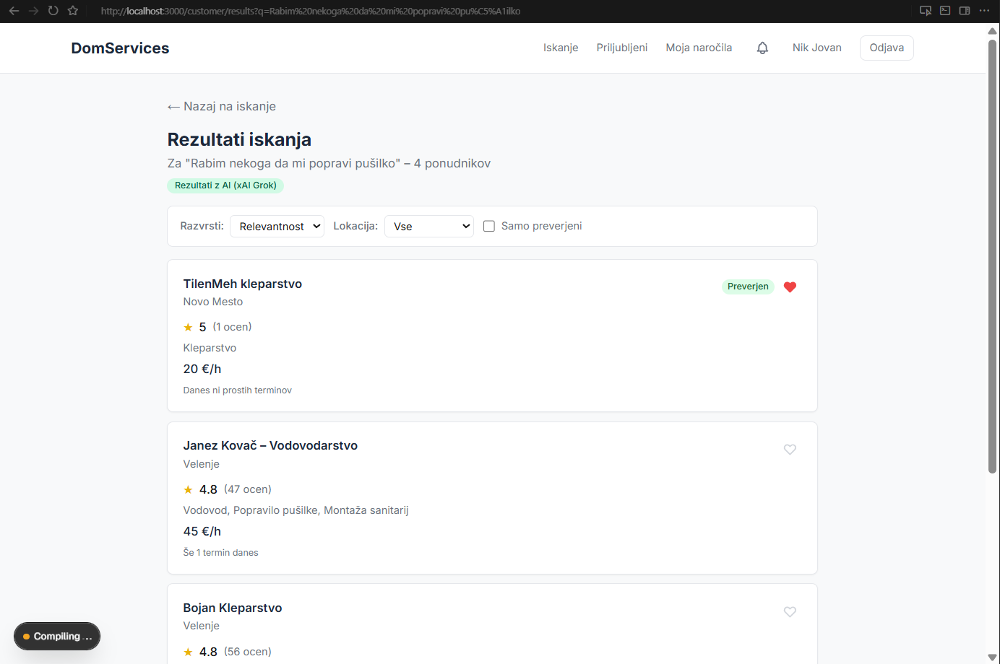 http://localhost:3000/customer/results?q=Rabim%20nekoga%20da%20mi%20popravi%20pu%C5%A1ilko
DomServices
Iskanje
Priljubljeni
Moja naročila
Nik Jovan
Odjava
← Nazaj na iskanje
Rezultati iskanja
Za "Rabim nekoga da mi popravi pušilko" – 4 ponudnikov
Rezultati z AI (xAI Grok)
Razvrsti: Relevantnost Lokacija: Vse Samo preverjeni
TilenMeh kleparstvo
Preverjen
Novo Mesto
★ 5 (1 ocen)
Kleparstvo
20 €/h
Danes ni prostih terminov
Janez Kovač – Vodovodarstvo
Velenje
★ 4.8 (47 ocen)
Vodovod, Popravilo pušilke, Montaža sanitarij
45 €/h
Še 1 termin danes
Bojan Kleparstvo
Velenje
★ 4.8 (56 ocen)
Compiling ...